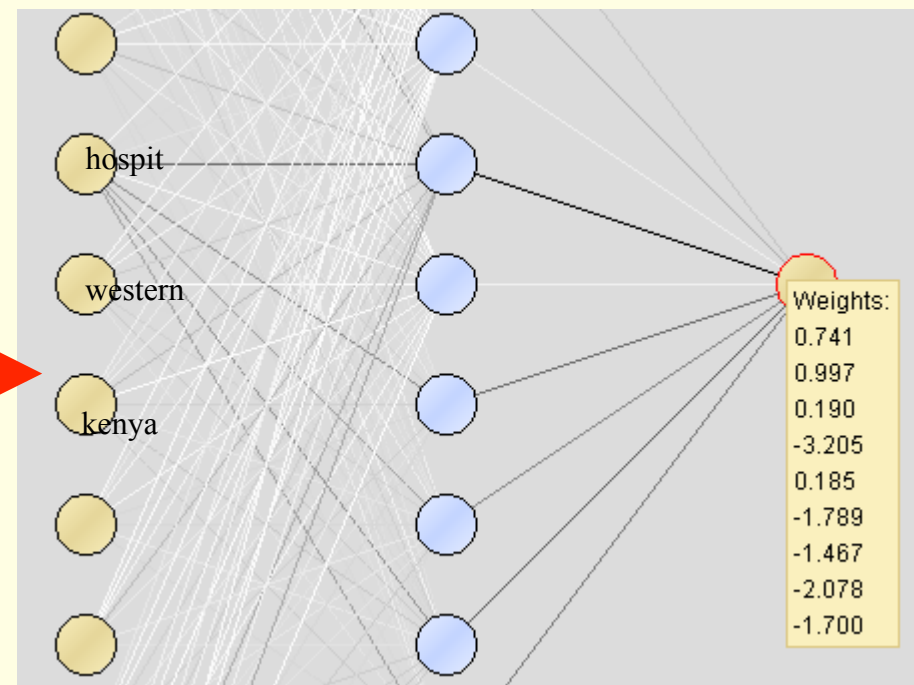 hospit
western
kenya
Weights:
0.741
0.997
0.190
-3.205
0.185
-1.789
-1.467
-2.078
-1.700